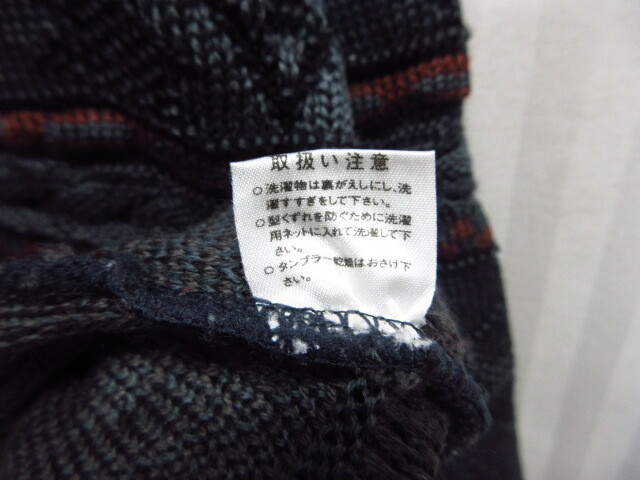 取扱い注意
○洗濯物は裏がえしにし、洗
濯すすぎをして下さい。
○型くずれを防ぐために洗濯
用ネットに入れて洗濯して下
さい。
○タンブラー乾燥はおさけ下
さい。